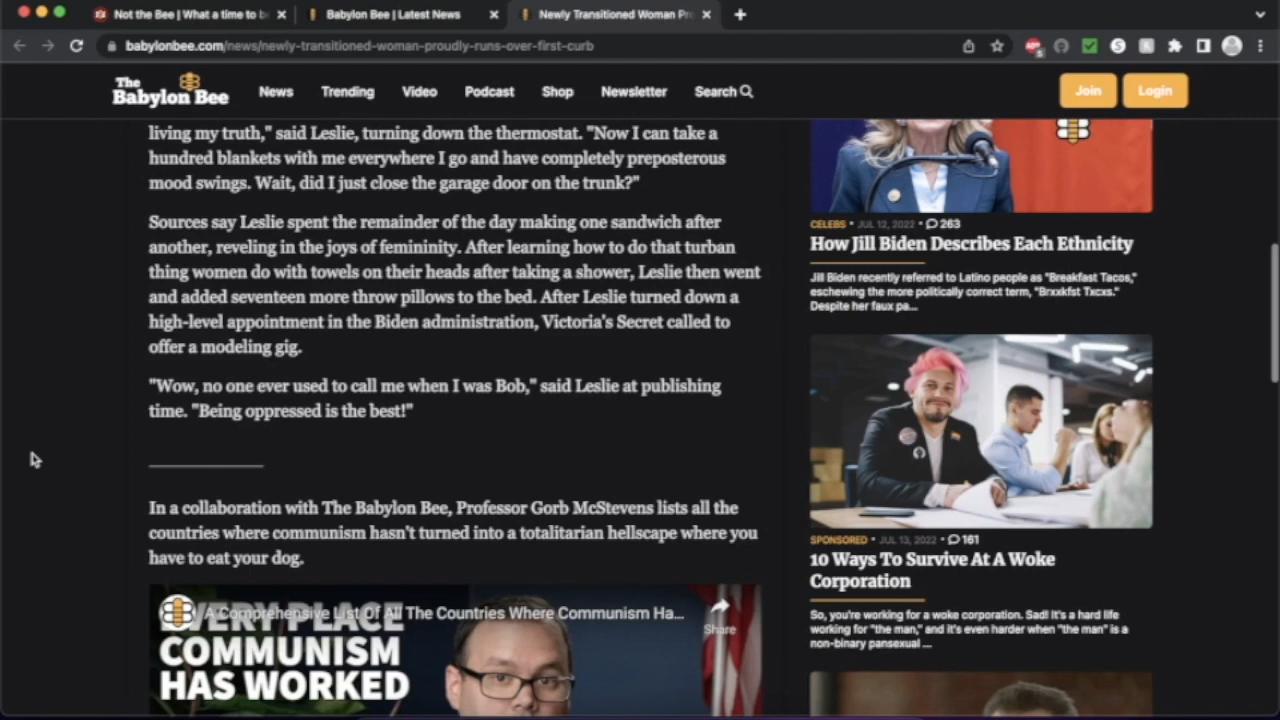 Not the Bee | What a time to b
Babylon Bee | Latest News
Newly Transitioned Woman Pr
babylonbee.com/news/newly-transitioned-woman-proudly-runs-over-first-curb
The
Babylon Bee
News
Trending
Video
Podcast
Shop
Newsletter
Search
Join
Login
living my truth," said Leslie, turning down the thermostat. "Now I can take a
hundred blankets with me everywhere I go and have completely preposterous
mood swings. Wait, did I just close the garage door on the trunk?"
Sources say Leslie spent the remainder of the day making one sandwich after
another, reveling in the joys of femininity. After learning how to do that turban
thing women do with towels on their heads after taking a shower, Leslie then went
and added seventeen more throw pillows to the bed. After Leslie turned down a
high-level appointment in the Biden administration, Victoria's Secret called to
offer a modeling gig.
"Wow, no one ever used to call me when I was Bob," said Leslie at publishing
time. "Being oppressed is the best!"
In a collaboration with The Babylon Bee, Professor Gorb McStevens lists all the
countries where communism hasn't turned into a totalitarian hellscape where you
have to eat your dog.
A Comprehensive List Of All The Countries Where Communism Ha...
Share
EVERY PLACE
COMMUNISM
HAS WORKED
CELEBS • JUL 12, 2022 • 263
How Jill Biden Describes Each Ethnicity
Jill Biden recently referred to Latino people as "Breakfast Tacos,"
eschewing the more politically correct term, "Brxxkfst Txcxs."
Despite her faux pa...
SPONSORED • JUL 13, 2022 • 161
10 Ways To Survive At A Woke
Corporation
So, you're working for a woke corporation. Sad! It's a hard life
working for "the man," and it's even harder when "the man" is a
non-binary pansexual ...